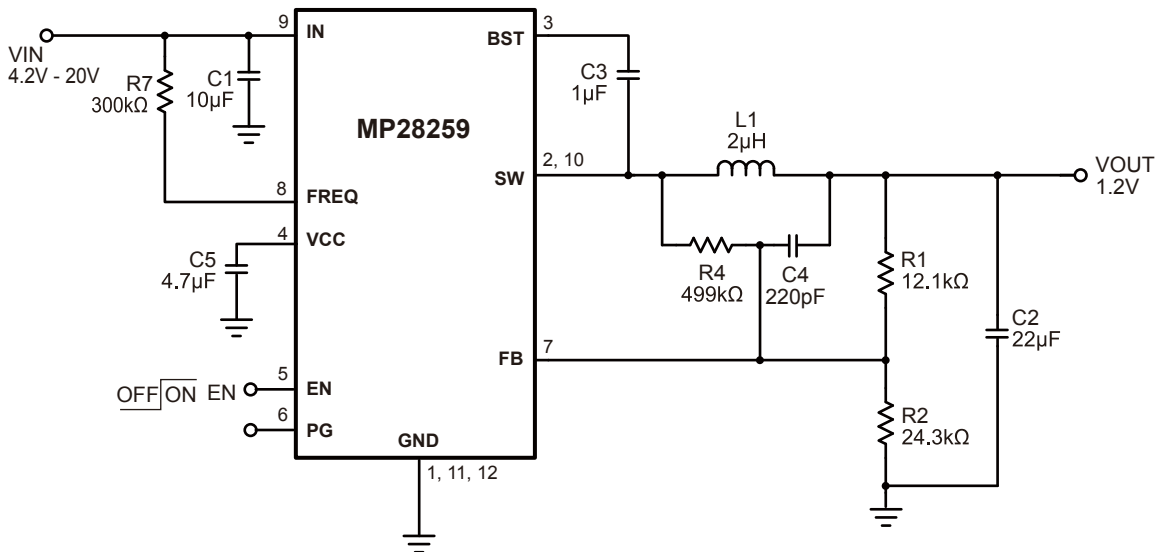 VIN
4.2V - 20V
R7
300kΩ
C1
10µF
9
IN
8
FREQ
4
VCC
C5
4.7µF
OFF ON EN
5
EN
6
PG
MP28259
GND
1, 11, 12
3
BST
C3
1µF
2, 10
SW
L1
2µH
R4
499kΩ
C4
220pF
7
FB
R1
12.1kΩ
R2
24.3kΩ
C2
22µF
VOUT
1.2V